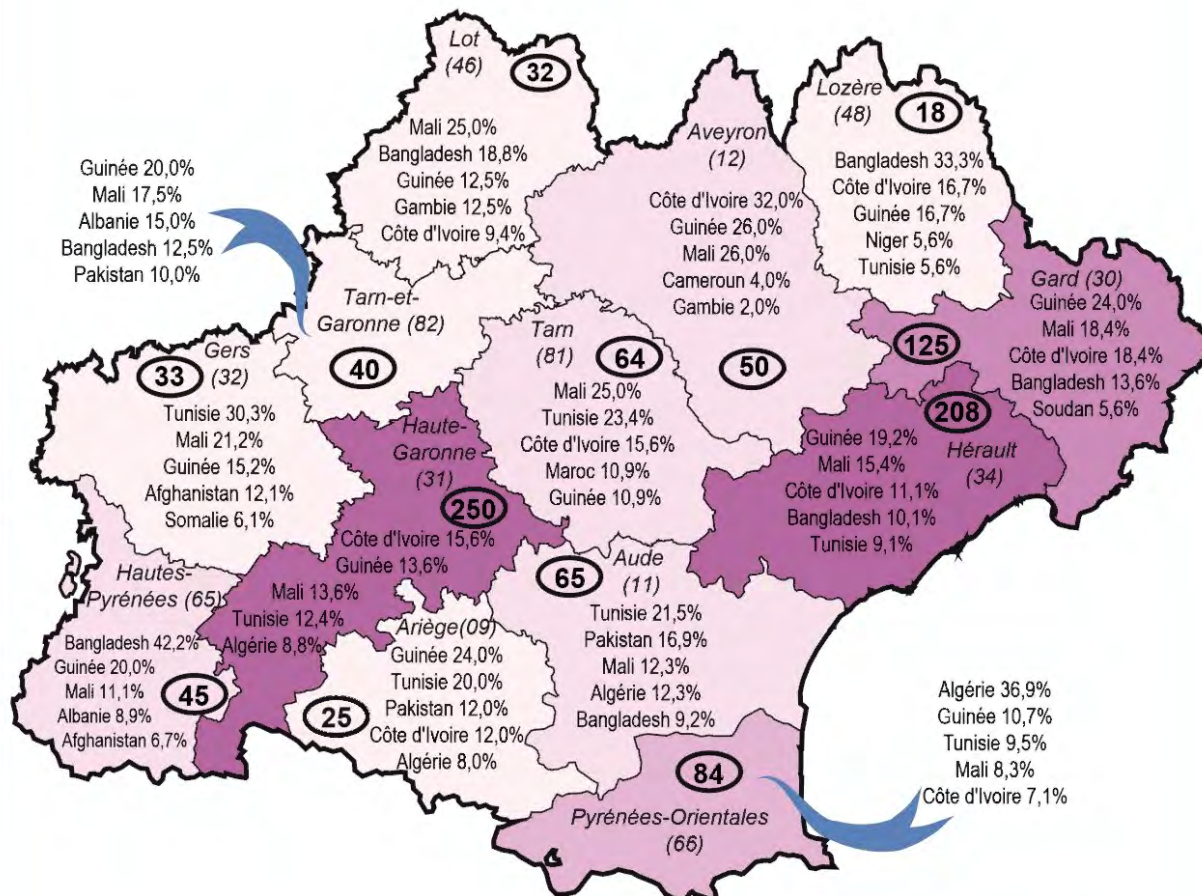 Lot
(46)
32
Mali 25,0%
Bangladesh 18,8%
Guinée 12,5%
Gambie 12,5%
Côte d'Ivoire 9,4%
Lozère
(48)
18
Bangladesh 33,3%
Côte d'Ivoire 16,7%
Guinée 16,7%
Niger 5,6%
Tunisie 5,6%
Aveyron
(12)
Côte d'Ivoire 32,0%
Guinée 26,0%
Mali 26,0%
Cameroun 4,0%
Gambie 2,0%
50
Guinée 20,0%
Mali 17,5%
Albanie 15,0%
Bangladesh 12,5%
Pakistan 10,0%
Tarn-et-
Garonne (82)
40
Gard (30)
Guinée 24,0%
Mali 18,4%
Côte d'Ivoire 18,4%
Bangladesh 13,6%
Soudan 5,6%
125
Gers
(32)
33
Tunisie 30,3%
Mali 21,2%
Guinée 15,2%
Afghanistan 12,1%
Somalie 6,1%
Tarn
(81)
64
Mali 25,0%
Tunisie 23,4%
Côte d'Ivoire 15,6%
Maroc 10,9%
Guinée 10,9%
208
Hérault
(34)
Guinée 19,2%
Mali 15,4%
Côte d'Ivoire 11,1%
Bangladesh 10,1%
Tunisie 9,1%
Haute-
Garonne
(31)
250
Côte d'Ivoire 15,6%
Guinée 13,6%
Mali 13,6%
Tunisie 12,4%
Algérie 8,8%
Hautes-
Pyrénées (65)
Bangladesh 42,2%
Guinée 20,0%
Mali 11,1%
Albanie 8,9%
Afghanistan 6,7%
45
Ariège(09)
Guinée 24,0%
Tunisie 20,0%
Pakistan 12,0%
Côte d'Ivoire 12,0%
Algérie 8,0%
25
Aude
(11)
65
Tunisie 21,5%
Pakistan 16,9%
Mali 12,3%
Algérie 12,3%
Bangladesh 9,2%
84
Pyrénées-Orientales
(66)
Algérie 36,9%
Guinée 10,7%
Tunisie 9,5%
Mali 8,3%
Côte d'Ivoire 7,1%